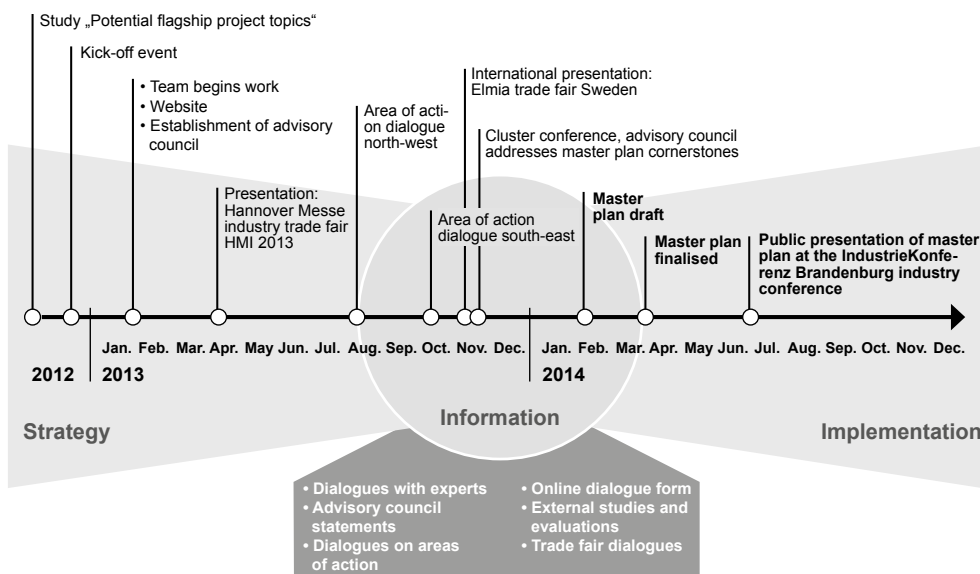 Study „Potential flagship project topics“
Kick-off event
• Team begins work
• Website
• Establishment of advisory
council
Presentation:
Hannover Messe
industry trade fair
HMI 2013
Area of acti-
on dialogue
north-west
International presentation:
Elmia trade fair Sweden
Cluster conference, advisory council
addresses master plan cornerstones
Area of action
dialogue south-east
Master
plan draft
Master plan
finalised
Public presentation of master
plan at the IndustrieKonfe-
renz Brandenburg industry
conference
Jan. Feb. Mar. Apr. May Jun. Jul. Aug. Sep. Oct. Nov. Dec. Jan. Feb. Mar. Apr. May Jun. Jul. Aug. Sep. Oct. Nov. Dec.
2012 2013 2014
Strategy
Information
Implementation
• Dialogues with experts
• Advisory council
statements
• Dialogues on areas
of action
• Online dialogue form
• External studies and
evaluations
• Trade fair dialogues